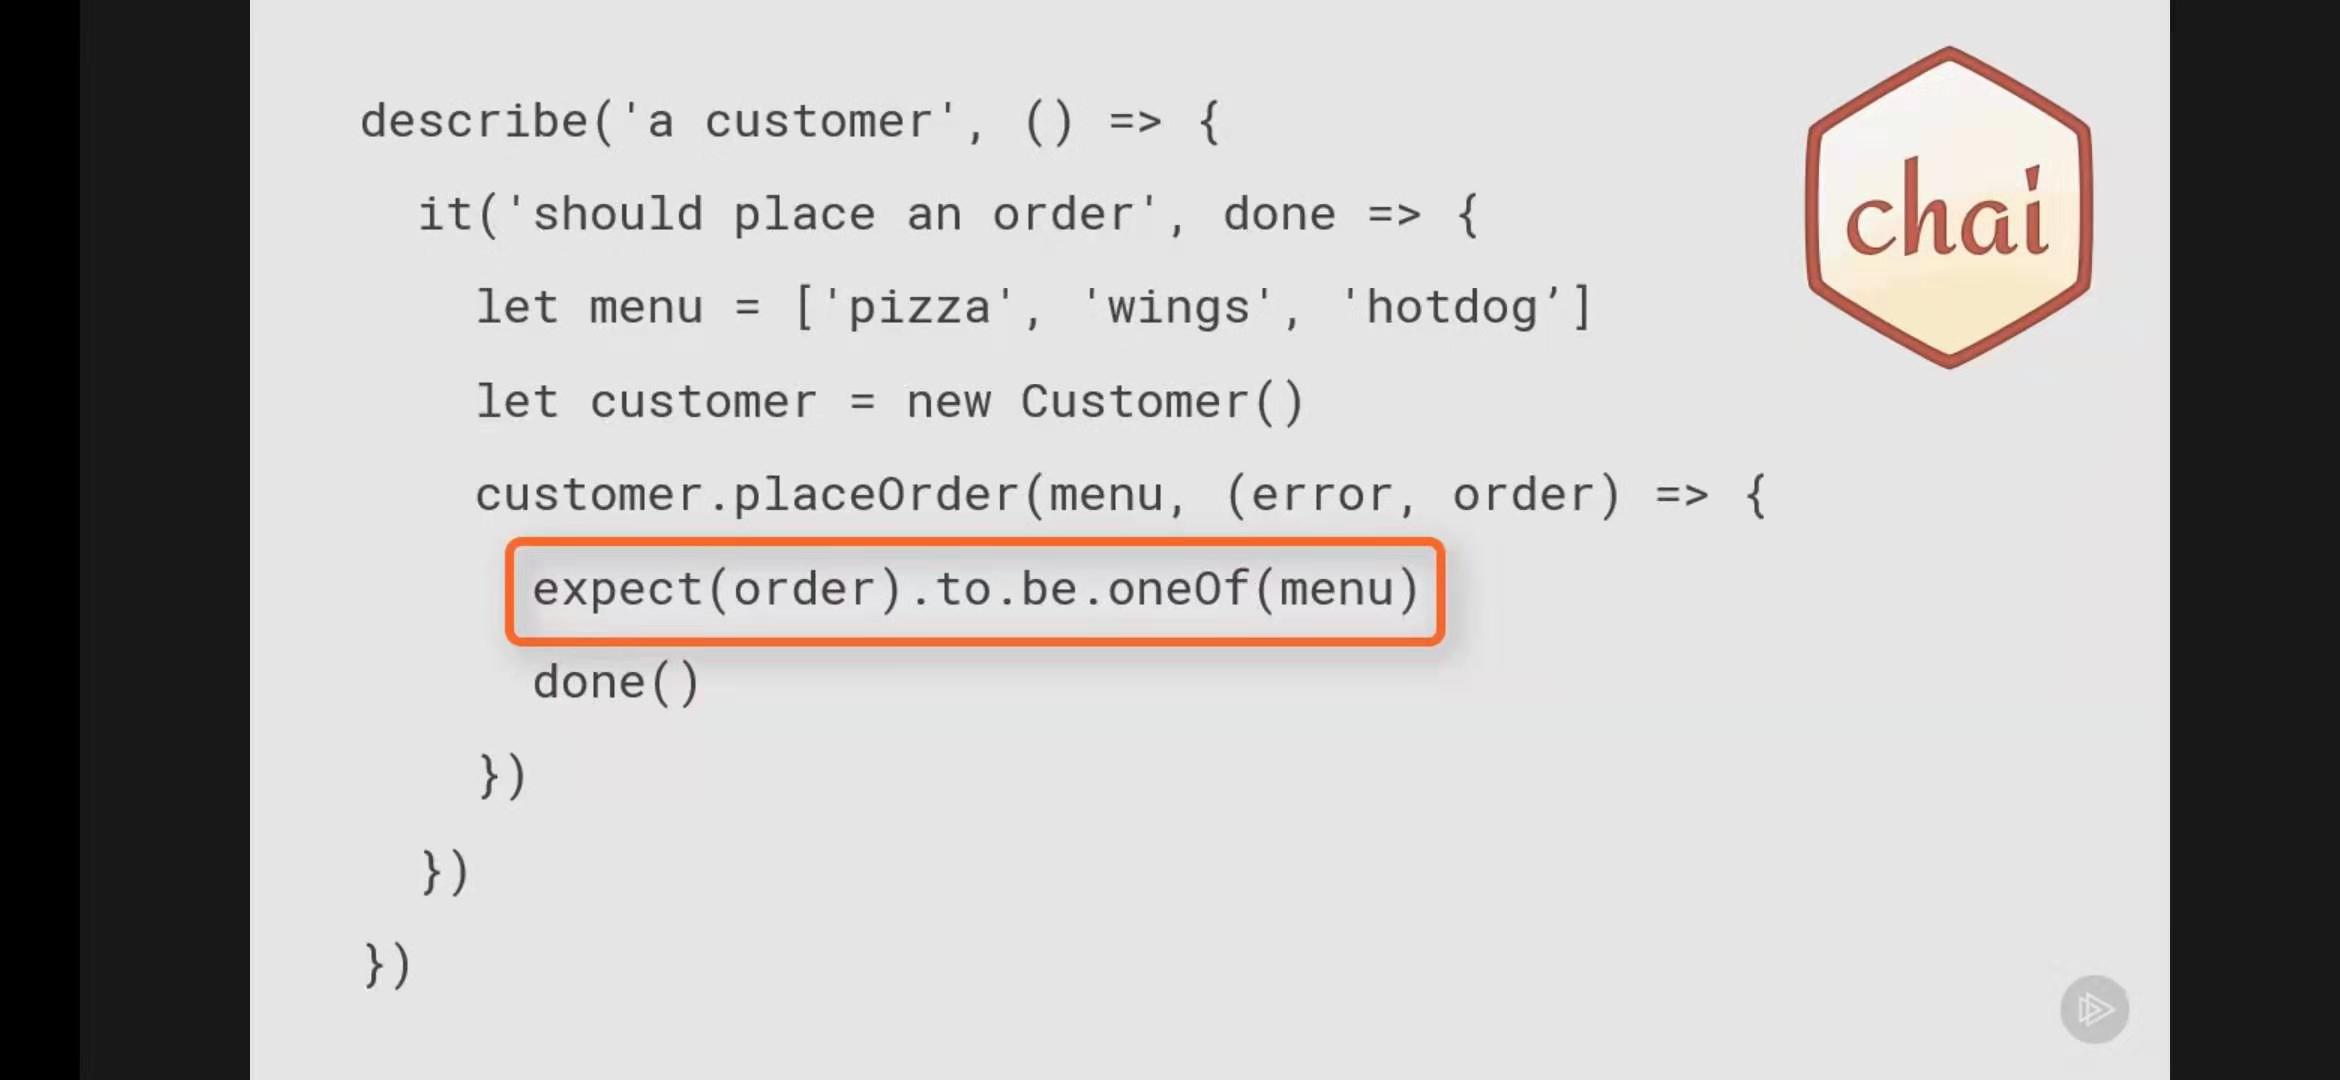 describe('a customer', () => {
it('should place an order', done => {
let menu = ['pizza', 'wings', 'hotdog’]
let customer = new Customer()
customer.placeOrder(menu, (error, order) => {
expect(order).to.be.oneOf(menu)
done()
})
})
})
chai